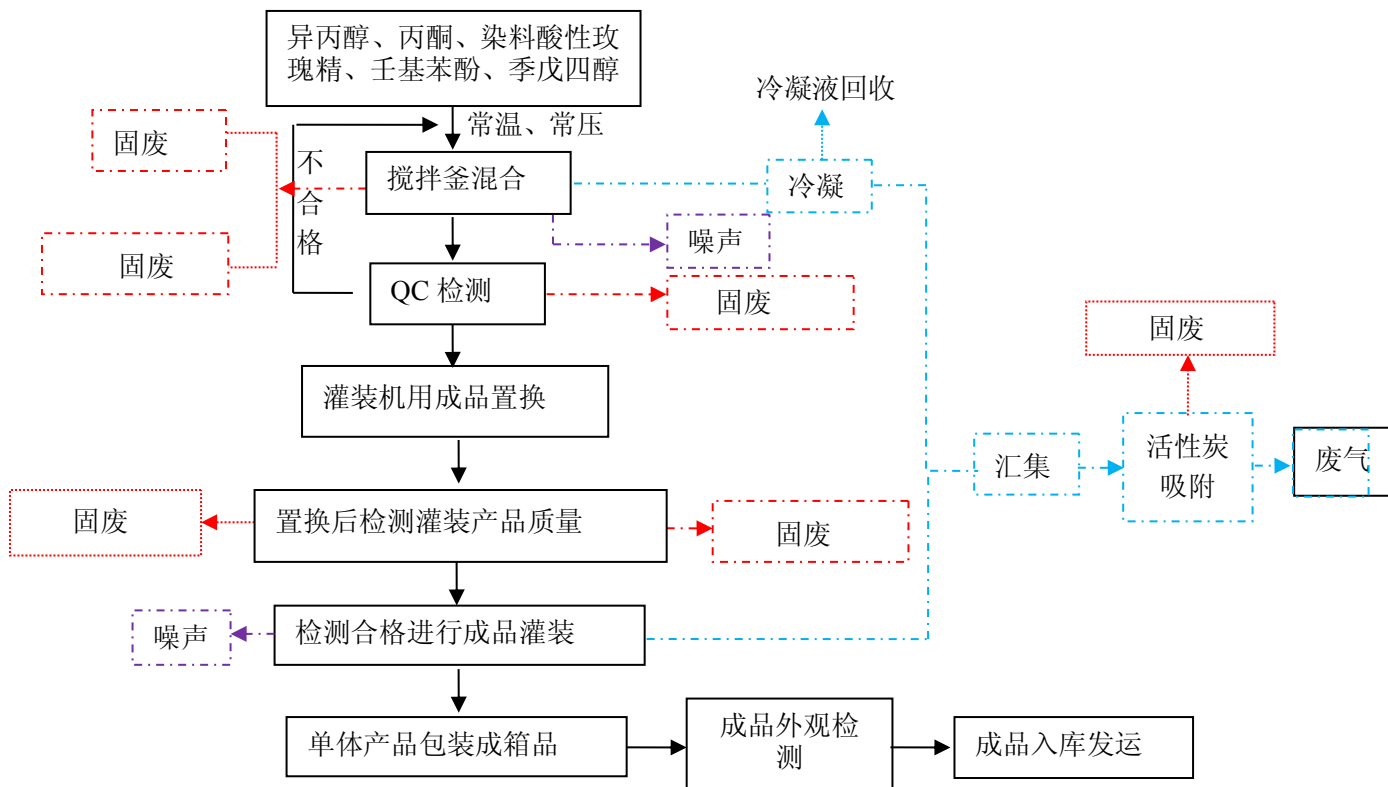 异丙醇、丙酮、染料酸性玫
瑰精、壬基苯酚、季戊四醇
冷凝液回收
常温、常压
固废
不
合
格
搅拌釜混合
冷凝
噪声
固废
QC 检测
固废
固废
灌装机用成品置换
汇集
活性炭
吸附
废气
固废
置换后检测灌装产品质量
固废
噪声
检测合格进行成品灌装
单体产品包装成箱品
成品外观检
测
成品入库发运